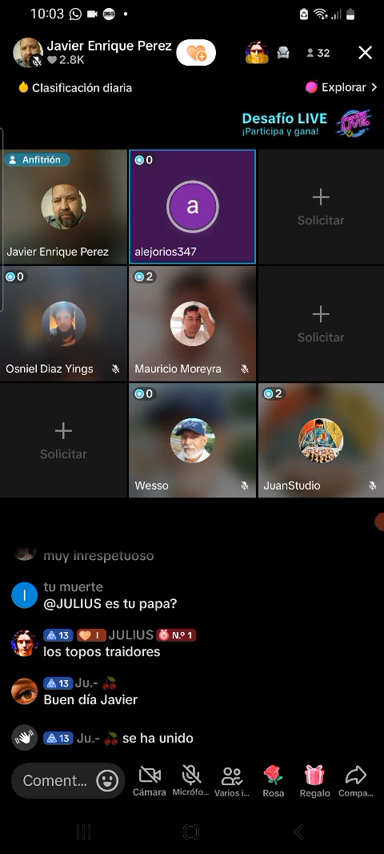 10:03
Javier Enrique Perez
2.8K
32
Clasificación diaria
Explorar >
Desafío LIVE
¡Participa y gana!
Anfitrión
Javier Enrique Perez
0
a
alejorios347
Solicitar
0
Osniel Diaz Yings
2
Mauricio Moreyra
Solicitar
Solicitar
0
Wesso
2
JuanStudio
muy inrespetuoso
I
tu muerte
@JULIUS es tu papa?
13 I JULIUS N.º 1
los topos traidores
13 Ju.-
Buen día Javier
13 Ju.- se ha unido
Coment...
Cámara
Micrófo...
Varios i...
Rosa
Regalo
Compa...